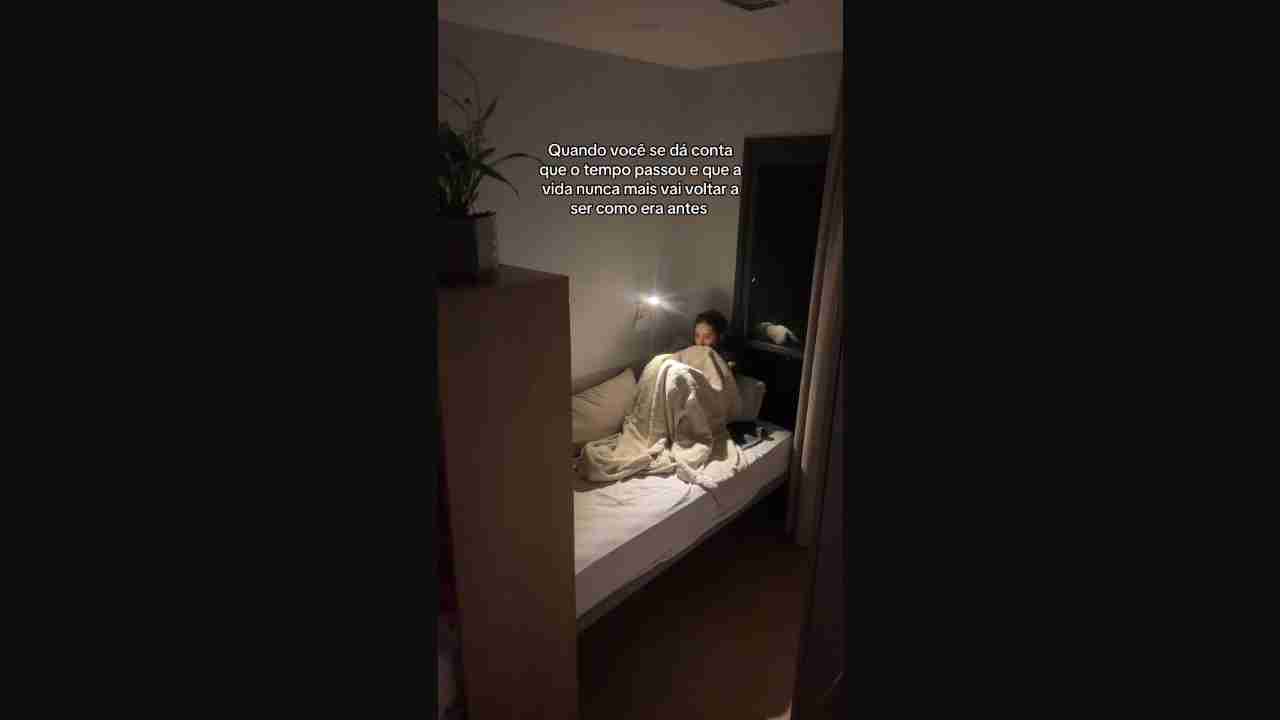 Quando você se dá conta
que o tempo passou e que a
vida nunca mais vai voltar a
ser como era antes